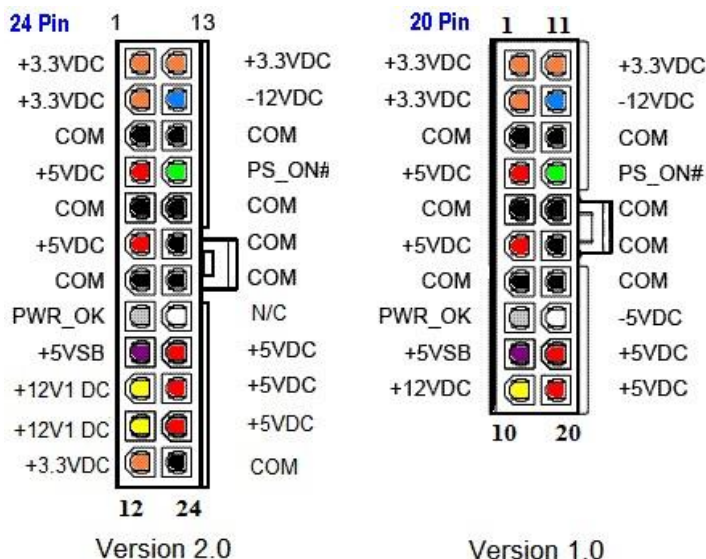 24 Pin 1 13
+3.3VDC +3.3VDC
+3.3VDC -12VDC
COM COM
+5VDC PS_ON#
COM COM
+5VDC COM
COM COM
PWR_OK N/C
+5VSB +5VDC
+12V1 DC +5VDC
+12V1 DC +5VDC
+3.3VDC COM
12 24
Version 2.0
20 Pin 1 11
+3.3VDC +3.3VDC
+3.3VDC -12VDC
COM COM
+5VDC PS_ON#
COM COM
+5VDC COM
COM COM
PWR_OK -5VDC
+5VSB +5VDC
+12VDC +5VDC
10 20
Version 1.0